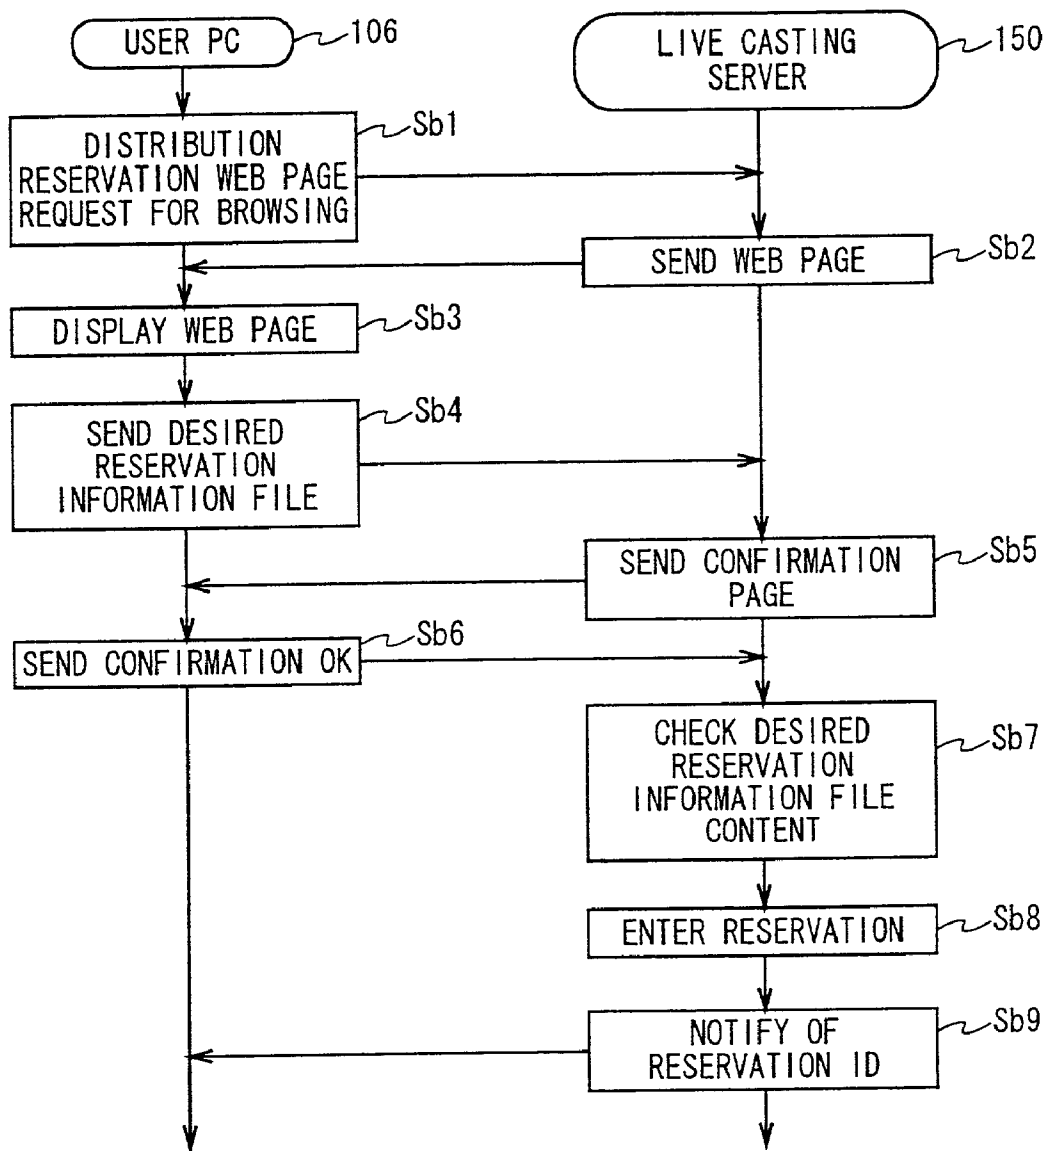 USER PC
106
LIVE CASTING
SERVER
150
DISTRIBUTION
RESERVATION WEB PAGE
REQUEST FOR BROWSING
Sb1
SEND WEB PAGE
Sb2
DISPLAY WEB PAGE
Sb3
SEND DESIRED
RESERVATION
INFORMATION FILE
Sb4
SEND CONFIRMATION
PAGE
Sb5
SEND CONFIRMATION OK
Sb6
CHECK DESIRED
RESERVATION
INFORMATION FILE
CONTENT
Sb7
ENTER RESERVATION
Sb8
NOTIFY OF
RESERVATION ID
Sb9